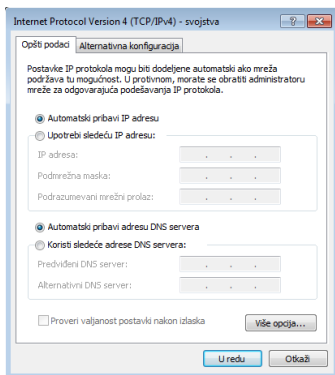 Internet Protocol Version 4 (TCP/IPv4) - svojstva
Opšti podaci Alternativna konfiguracija
Postavke IP protokola mogu biti dodeljene automatski ako mreža
podržava tu mogućnost. U protivnom, morate se obratiti administratoru
mreže za odgovarajuća podešavanja IP protokola.
Automatski pribavi IP adresu
Upotrebi sledeću IP adresu:
IP adresa:
Podmrežna maska:
Podrazumevani mrežni prolaz:
Automatski pribavi adresu DNS servera
Koristi sledeće adrese DNS servera:
Predviđeni DNS server:
Alternativni DNS server:
Proveri valjanost postavki nakon izlaska
Više opcija...
U redu Otkaži